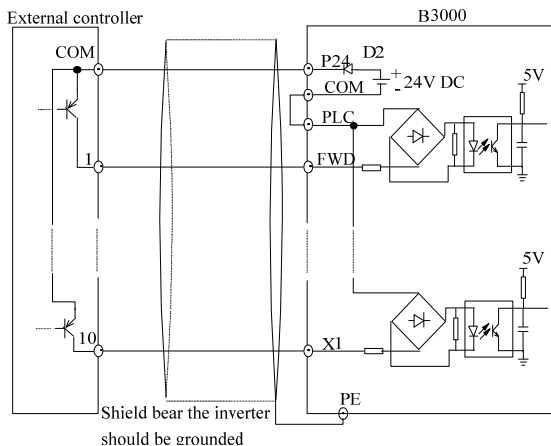 External controller
B3000
COM
P24
D2
+
- 24V DC
COM
5V
PLC
1
FWD
5V
10
X1
PE
Shield bear the inverter
should be grounded